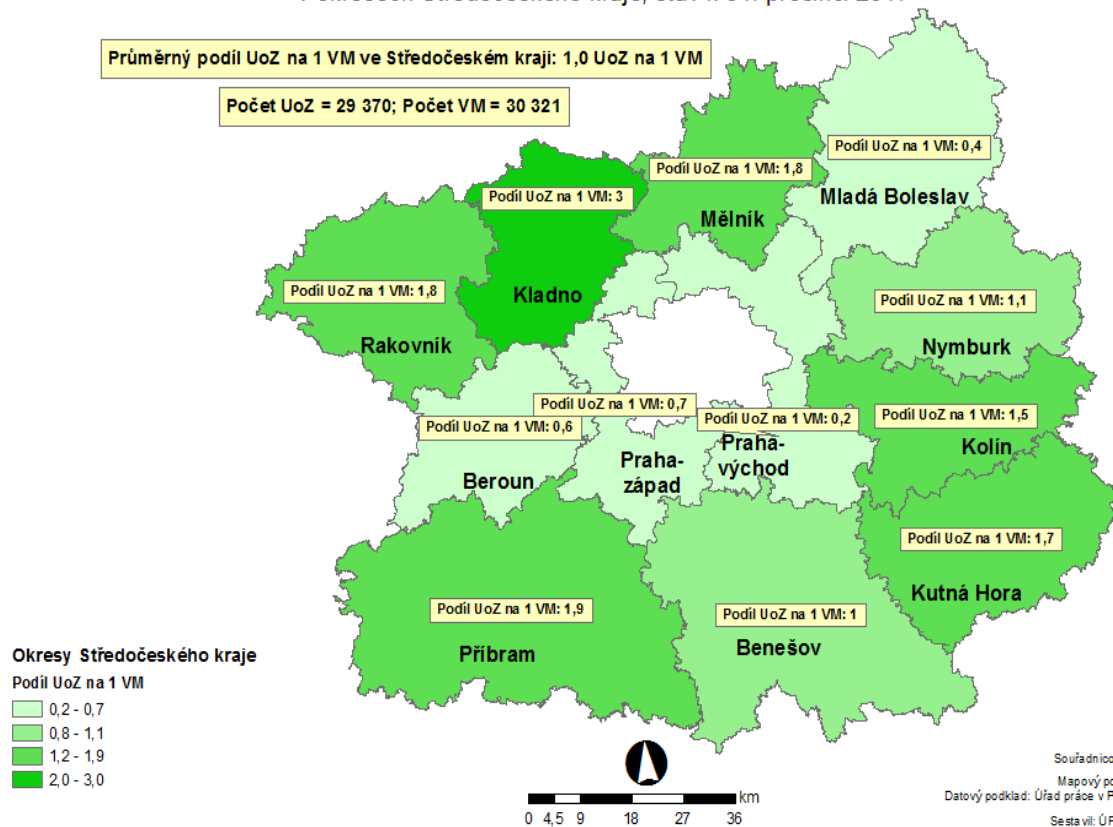 Průměrný podíl UoZ na 1 VM ve Středočeském kraji: 1,0 UoZ na 1 VM
Počet UoZ = 29 370; Počet VM = 30 321
Podíl UoZ na 1 VM: 0,4
Mladá Boleslav
Podíl UoZ na 1 VM: 1,8
Mělník
Podíl UoZ na 1 VM: 3
Kladno
Podíl UoZ na 1 VM: 1,8
Rakovník
Podíl UoZ na 1 VM: 1,1
Nymburk
Podíl UoZ na 1 VM: 0,7
Praha-
západ
Podíl UoZ na 1 VM: 0,2
Praha-
východ
Podíl UoZ na 1 VM: 1,5
Kolín
Podíl UoZ na 1 VM: 0,6
Beroun
Podíl UoZ na 1 VM: 1,7
Kutná Hora
Podíl UoZ na 1 VM: 1,9
Příbram
Podíl UoZ na 1 VM: 1
Benešov
Okresy Středočeského kraje
Podíl UoZ na 1 VM
0,2 - 0,7
0,8 - 1,1
1,2 - 1,9
2,0 - 3,0
km
0 4,5 9 18 27 36
Mapový
Datový podklad: Úřad práce v
Sestavil: